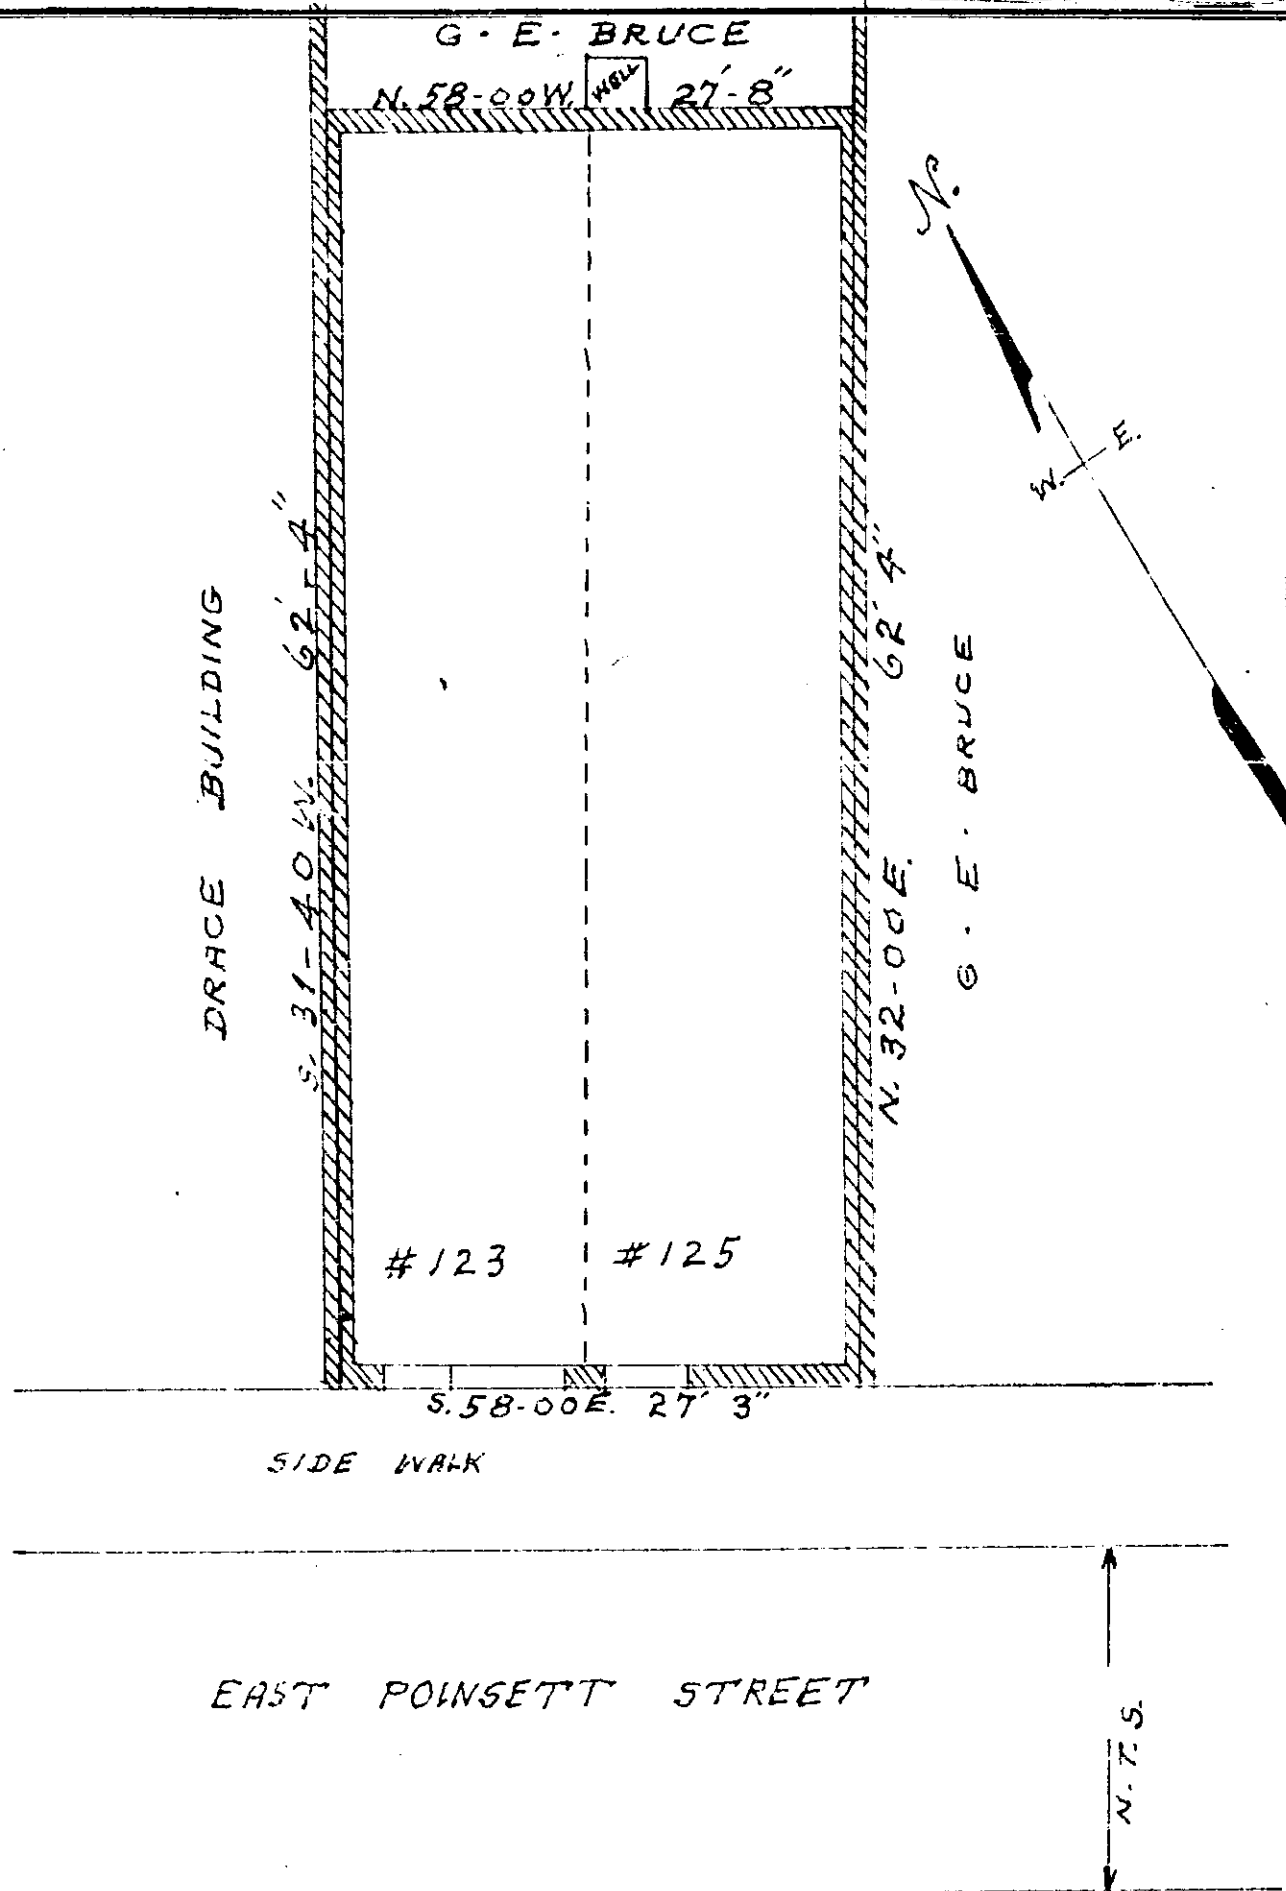 G. E. BRUCE
N. 58-00 W. WELL 27'-8"
N.
W. E.
DRACE BUILDING
S. 31-40 W. 62'-4"
N. 32-00 E. 62' 4"
G. E. BRUCE
#123 #125
S. 58-00 E. 27' 3"
SIDE WALK
EAST POINSETT STREET
N.T.S.